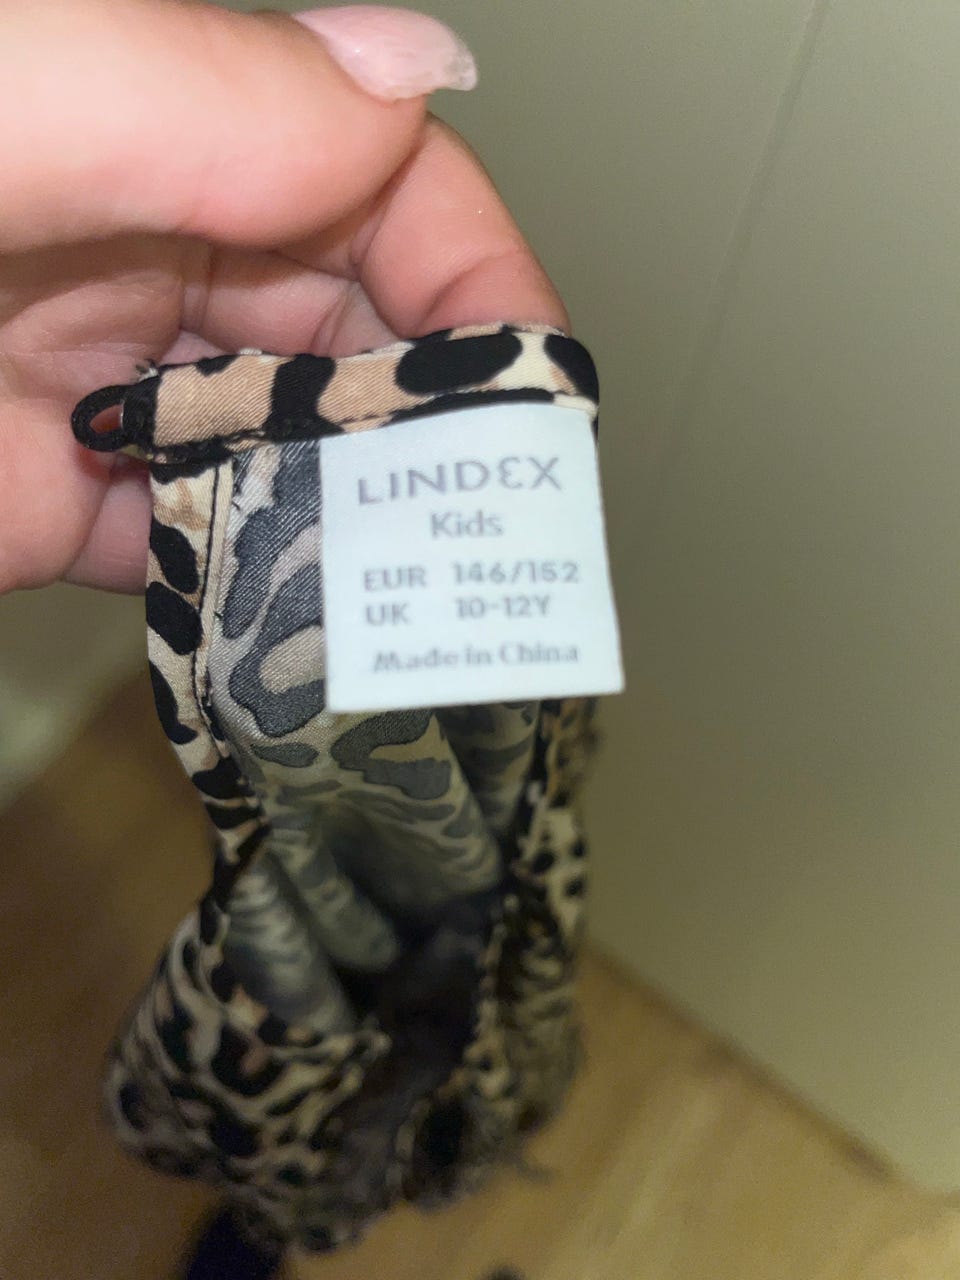 LINDEX
Kids
EUR 146/152
UK 10-12Y
Made in China